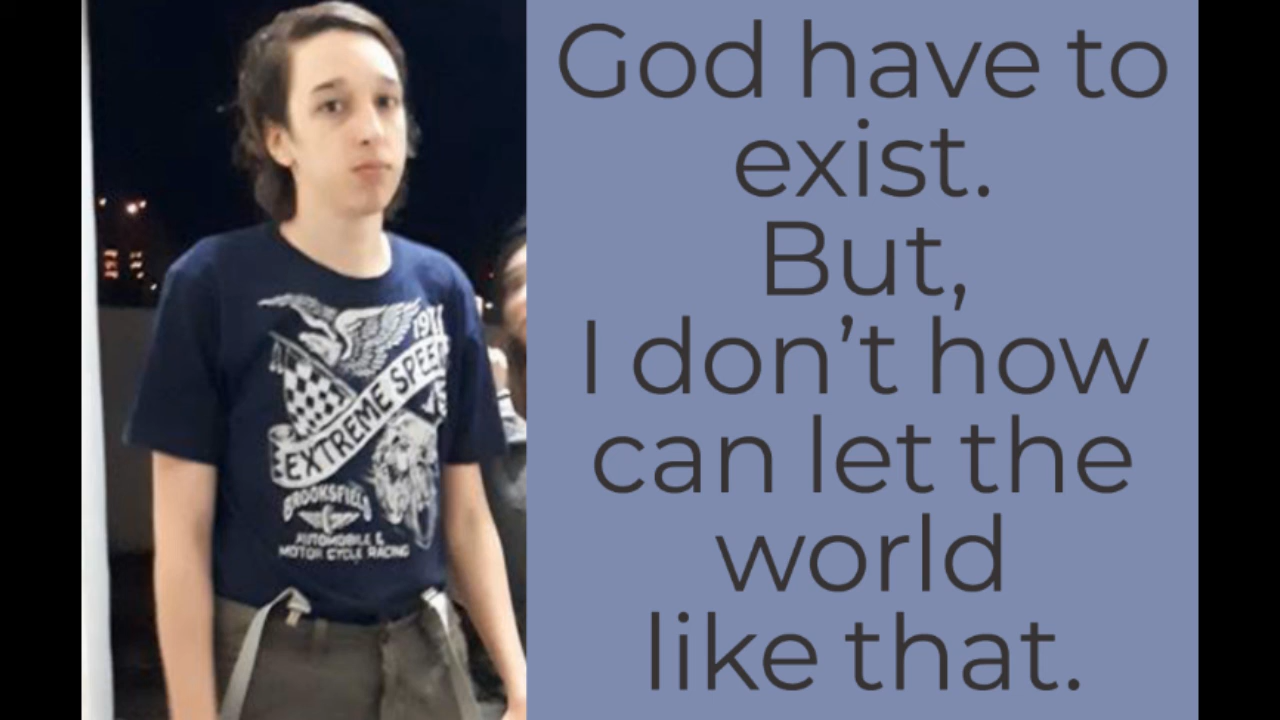 God have to
exist.
But,
I don’t how
can let the
world
like that.
EXTREME SPEED
BROOKSFIELD
AUTOMOBILE &
MOTOR CYCLE RACING